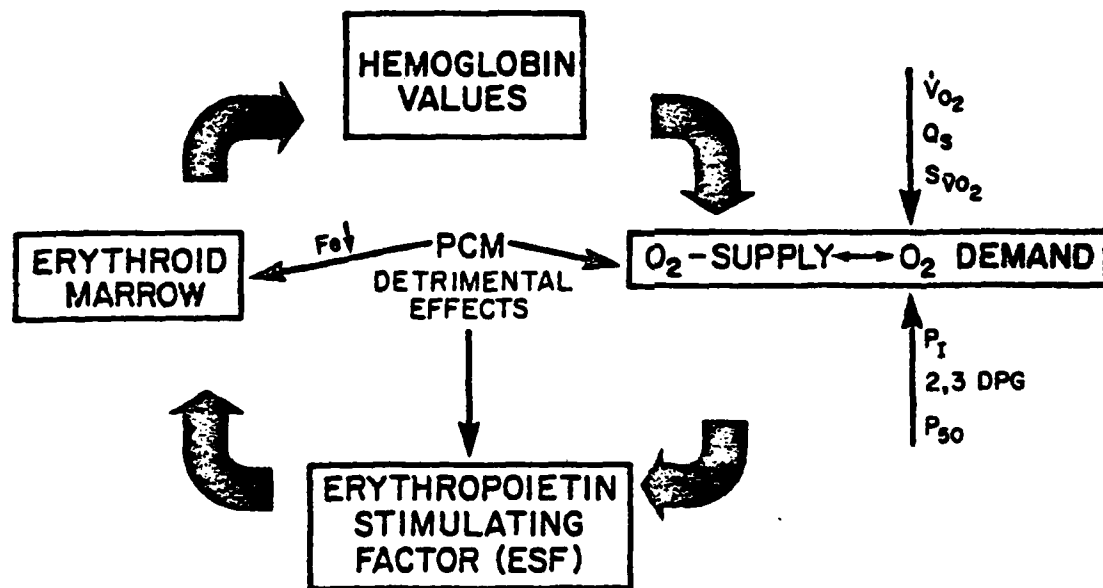 HEMOGLOBIN
VALUES
V̇O₂
Qs
Sv̄O₂
ERYTHROID
MARROW
Fe↓
PCM
DETRIMENTAL
EFFECTS
O₂-SUPPLY↔O₂ DEMAND
P_I
2,3 DPG
P₅₀
ERYTHROPOIETIN
STIMULATING
FACTOR (ESF)